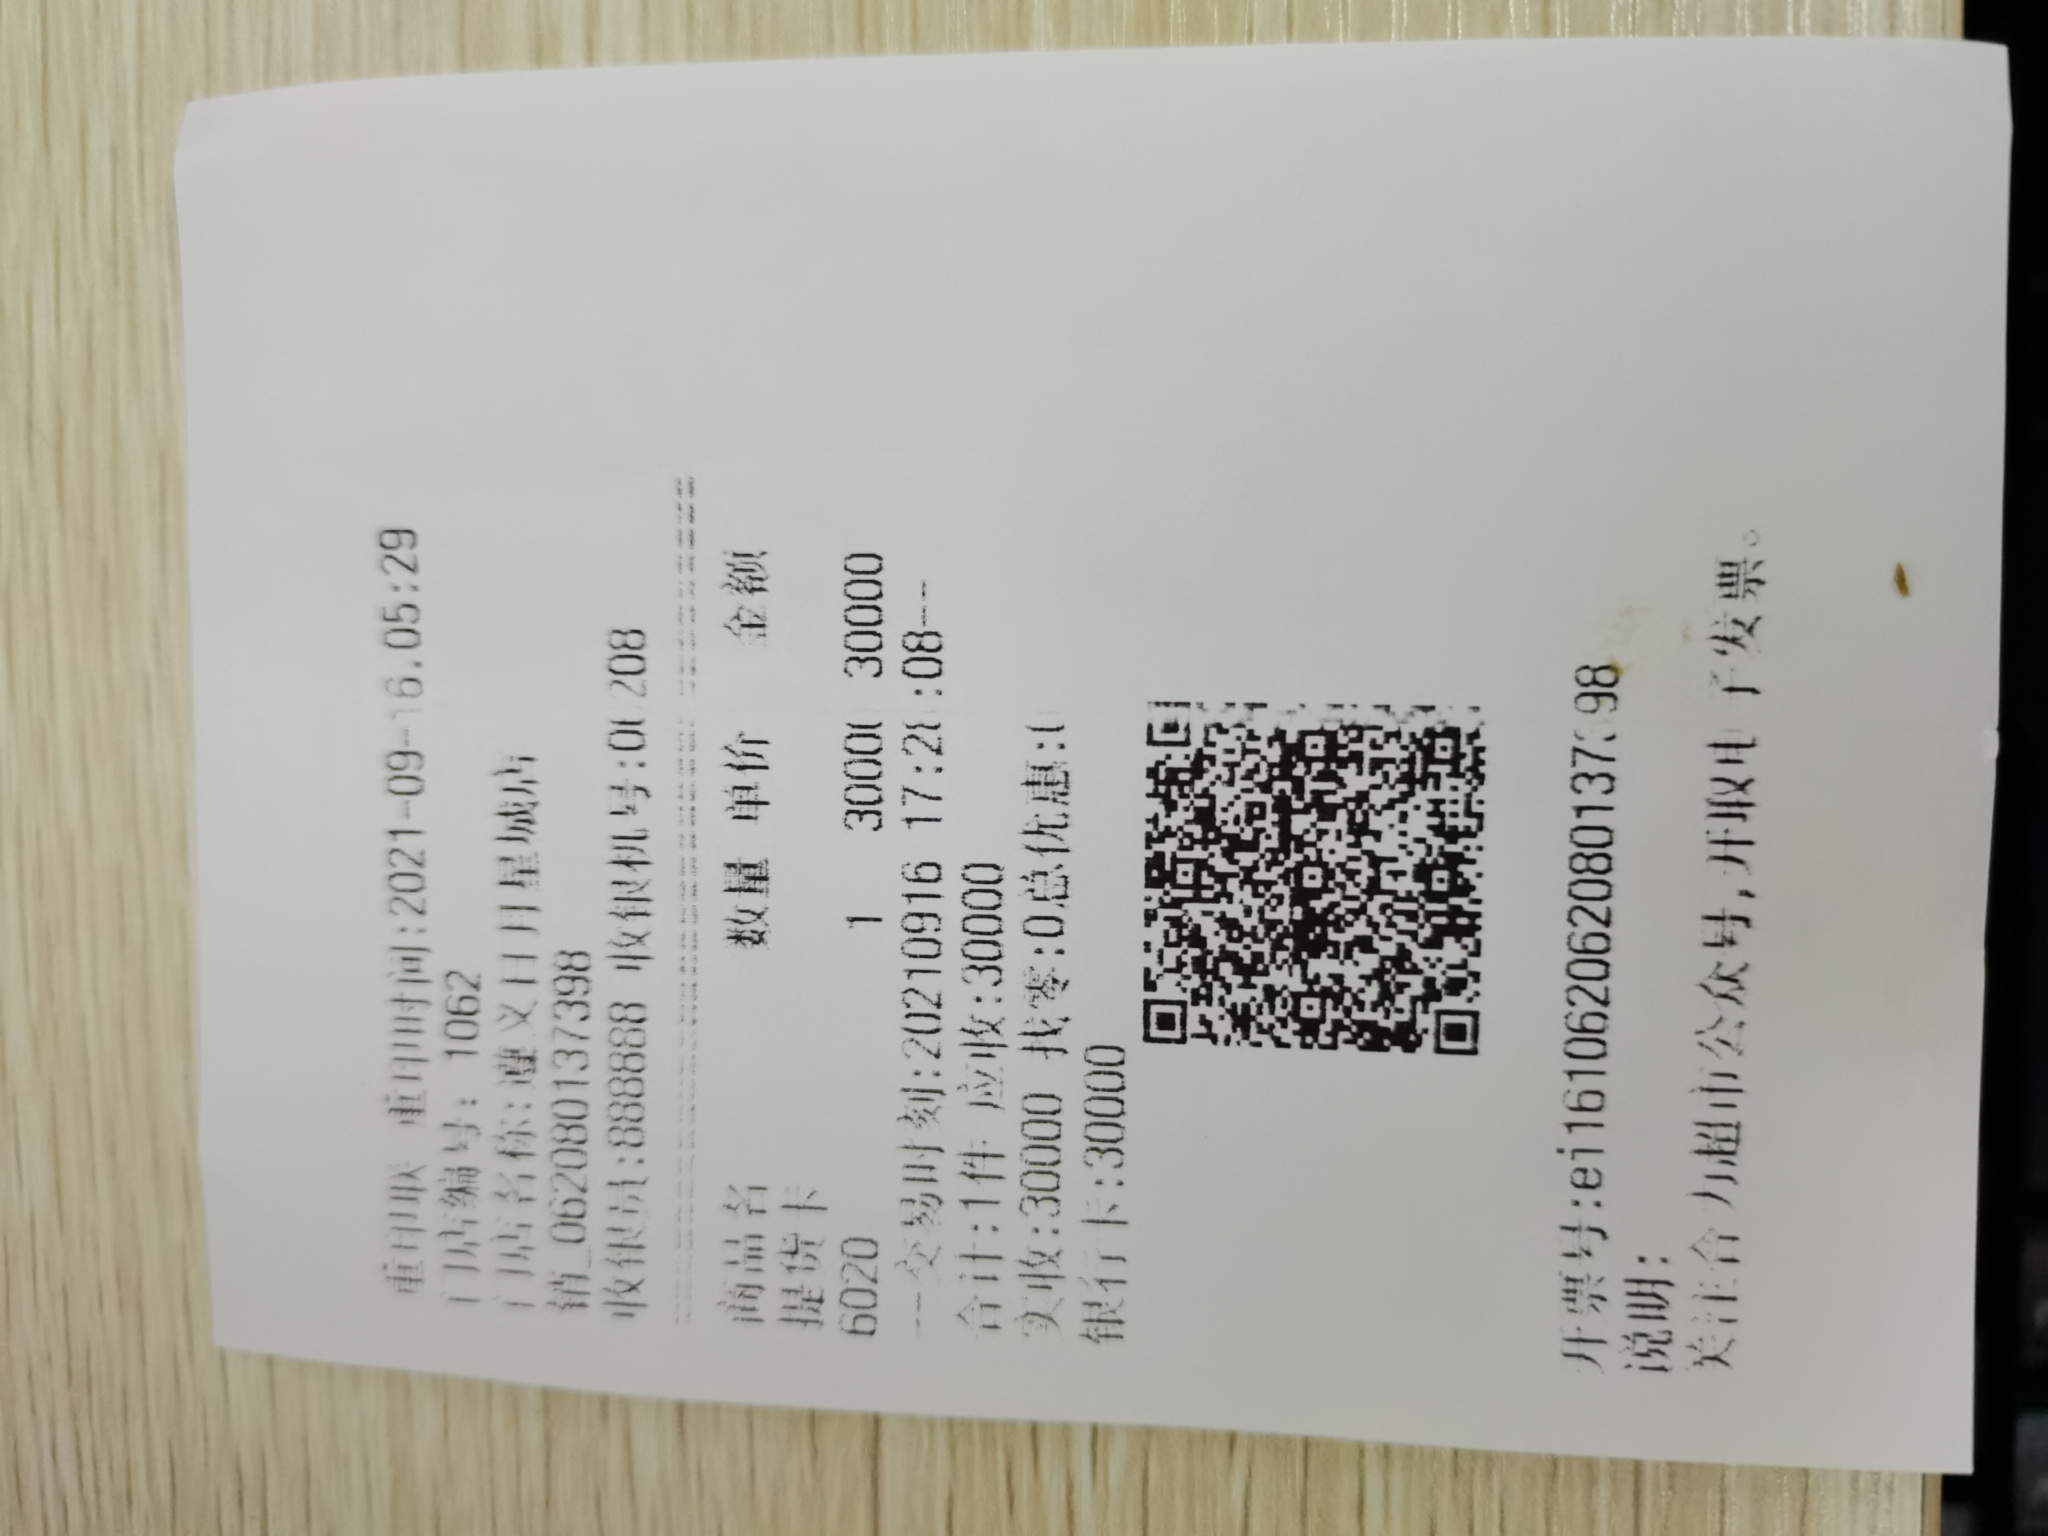 重印联 重印时间:2021-09-16.05:29
门店编号: 1062
门店名称:遵义日月星城店
销_062080137398
收银员:888888 收银机号:06208
商品名 数量 单价 金额
提货卡
6020 1 30000 30000
---交易时刻:20210916 17:28:08---
合计:1件 应收:30000
实收:30000 找零:0总优惠:0
银行卡:30000
开票号:ei161062062080137398
说明:
关注合力超市公众号,开取电子发票。